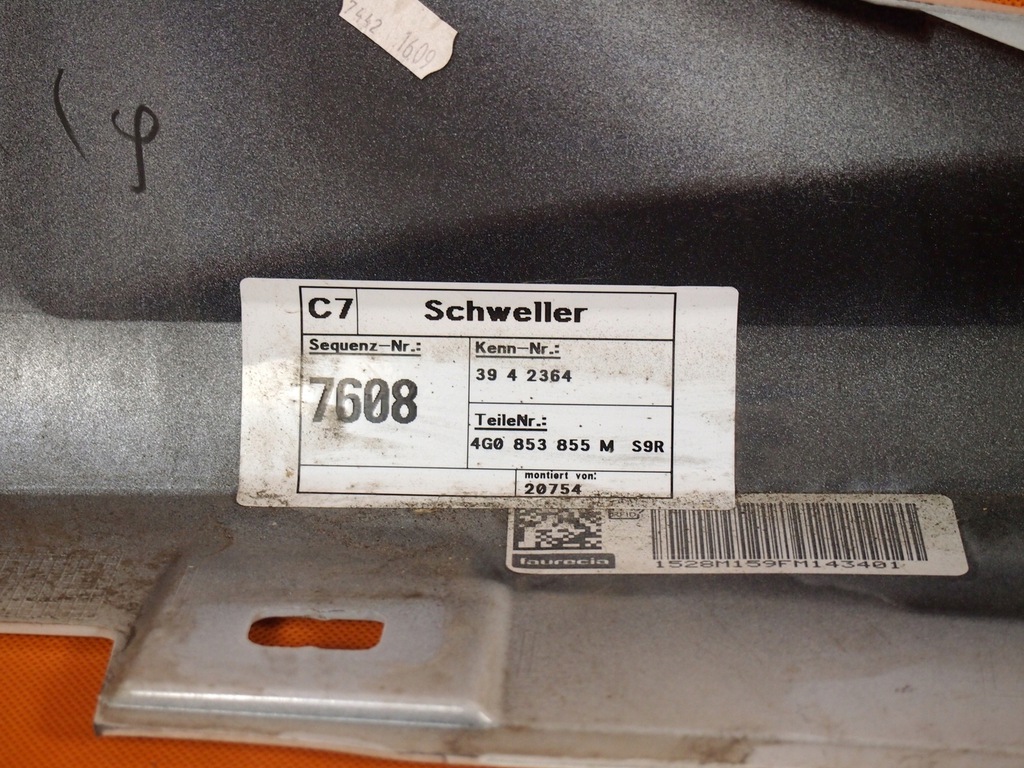 7442 1609
φ
C7 Schweller
Sequenz-Nr.: Kenn-Nr.:
7608 39 4 2364
TeileNr.:
4G0 853 855 M S9R
montiert von:
20754
faurecia 1528M159FM143401